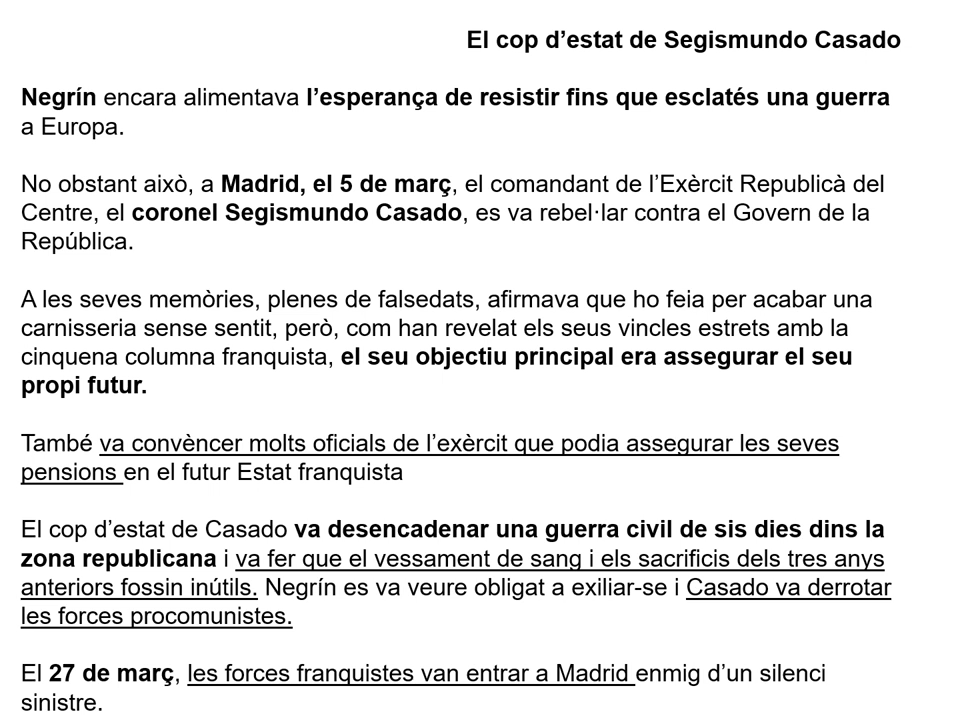 El cop d’estat de Segismundo Casado
Negrín encara alimentava l’esperança de resistir fins que esclatés una guerra
a Europa.
No obstant això, a Madrid, el 5 de març, el comandant de l’Exèrcit Republicà del
Centre, el coronel Segismundo Casado, es va rebel·lar contra el Govern de la
República.
A les seves memòries, plenes de falsedats, afirmava que ho feia per acabar una
carnisseria sense sentit, però, com han revelat els seus vincles estrets amb la
cinquena columna franquista, el seu objectiu principal era assegurar el seu
propi futur.
També va convèncer molts oficials de l’exèrcit que podia assegurar les seves
pensions en el futur Estat franquista
El cop d’estat de Casado va desencadenar una guerra civil de sis dies dins la
zona republicana i va fer que el vessament de sang i els sacrificis dels tres anys
anteriors fossin inútils. Negrín es va veure obligat a exiliar-se i Casado va derrotar
les forces procomunistes.
El 27 de març, les forces franquistes van entrar a Madrid enmig d’un silenci
sinistre.